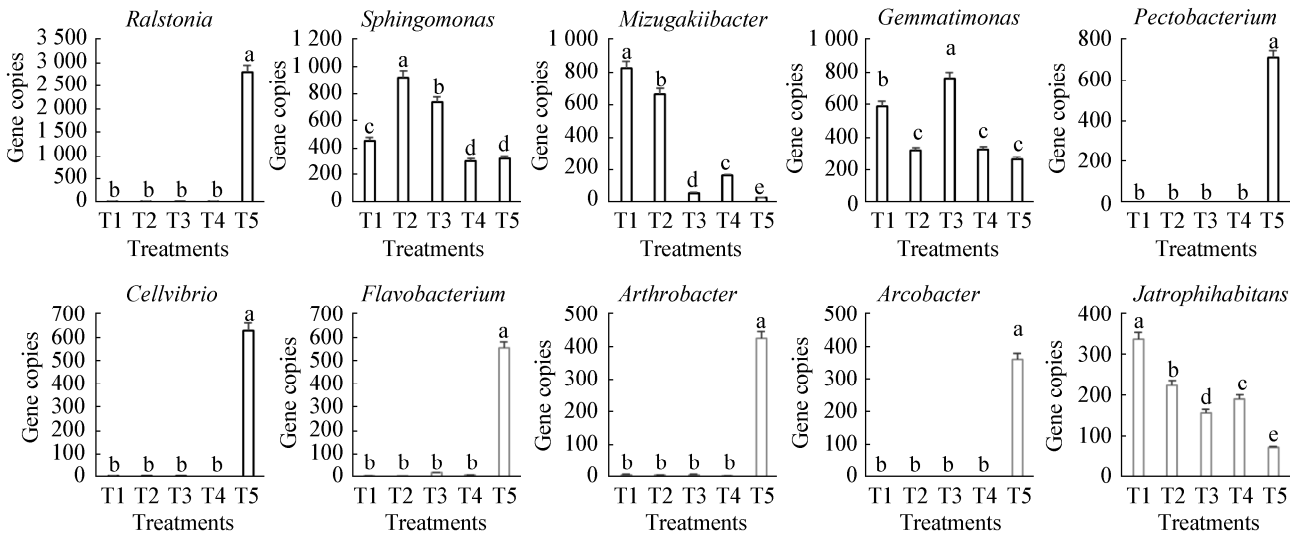 Ralstonia
Gene copies
3 500
3 000
2 500
2 000
1 500
1 000
500
0
b b b b a
T1 T2 T3 T4 T5
Treatments
Sphingomonas
Gene copies
1 200
1 000
800
600
400
200
0
c a b d d
T1 T2 T3 T4 T5
Treatments
Mizugakiibacter
Gene copies
1 000
800
600
400
200
0
a b d c e
T1 T2 T3 T4 T5
Treatments
Gemmatimonas
Gene copies
1 000
800
600
400
200
0
b c a c c
T1 T2 T3 T4 T5
Treatments
Pectobacterium
Gene copies
800
600
400
200
0
b b b b a
T1 T2 T3 T4 T5
Treatments
Cellvibrio
Gene copies
700
600
500
400
300
200
100
0
b b b b a
T1 T2 T3 T4 T5
Treatments
Flavobacterium
Gene copies
700
600
500
400
300
200
100
0
b b b b a
T1 T2 T3 T4 T5
Treatments
Arthrobacter
Gene copies
500
400
300
200
100
0
b b b b a
T1 T2 T3 T4 T5
Treatments
Arcobacter
Gene copies
500
400
300
200
100
0
b b b b a
T1 T2 T3 T4 T5
Treatments
Jatrophihabitans
Gene copies
400
300
200
100
0
a b d c e
T1 T2 T3 T4 T5
Treatments